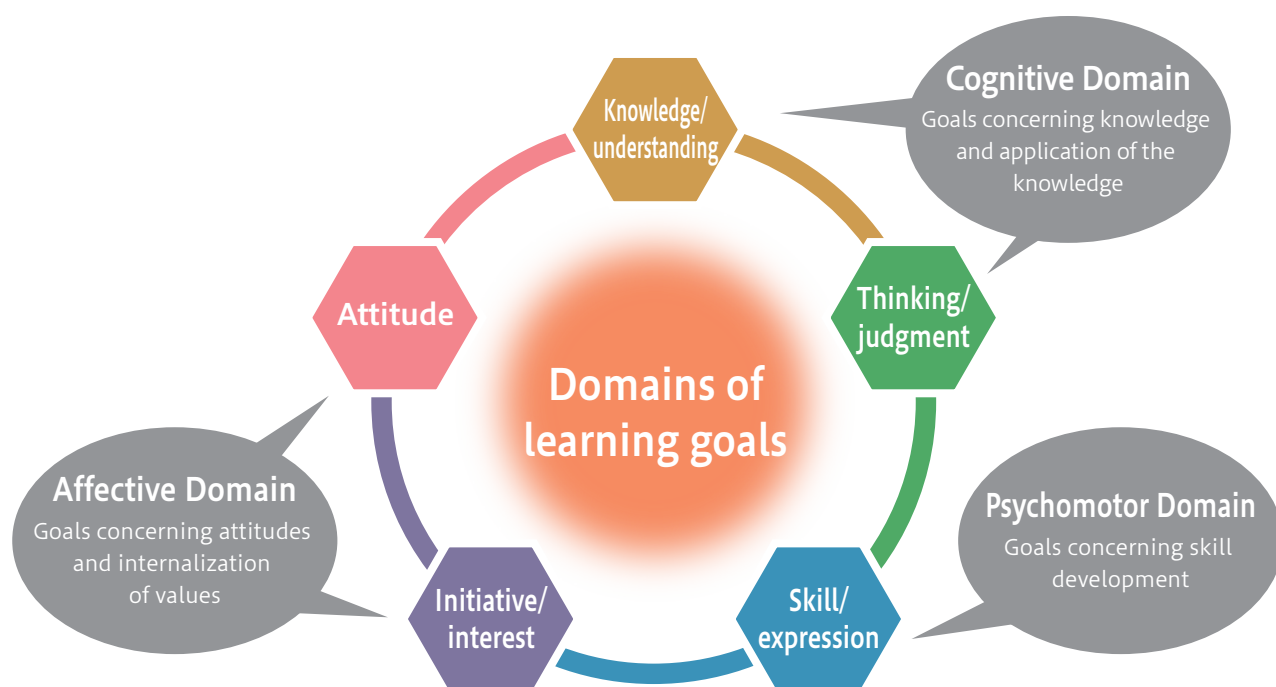 Knowledge/
understanding
Cognitive Domain
Goals concerning knowledge
and application of the
knowledge
Thinking/
judgment
Attitude
Domains of
learning goals
Affective Domain
Goals concerning attitudes
and internalization
of values
Psychomotor Domain
Goals concerning skill
development
Initiative/
interest
Skill/
expression